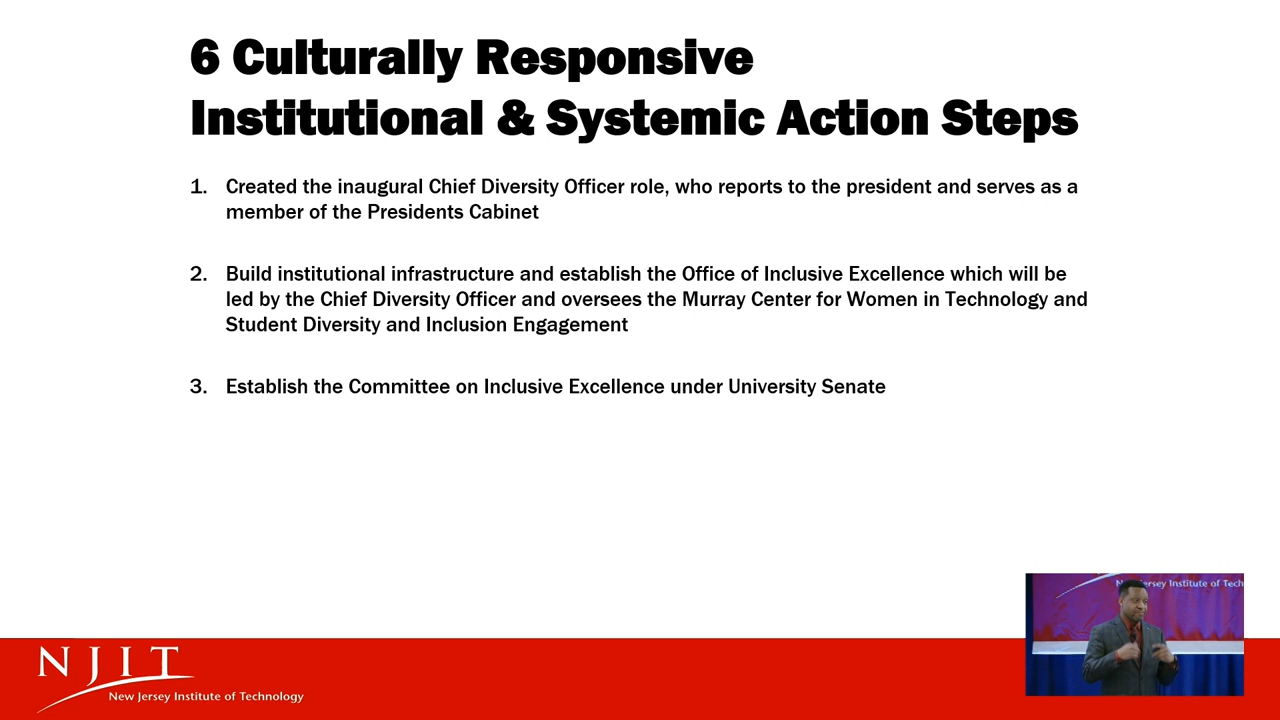 6 Culturally Responsive
Institutional & Systemic Action Steps
1. Created the inaugural Chief Diversity Officer role, who reports to the president and serves as a
member of the Presidents Cabinet
2. Build institutional infrastructure and establish the Office of Inclusive Excellence which will be
led by the Chief Diversity Officer and oversees the Murray Center for Women in Technology and
Student Diversity and Inclusion Engagement
3. Establish the Committee on Inclusive Excellence under University Senate
NJIT
New Jersey Institute of Technology
Institute of Tech